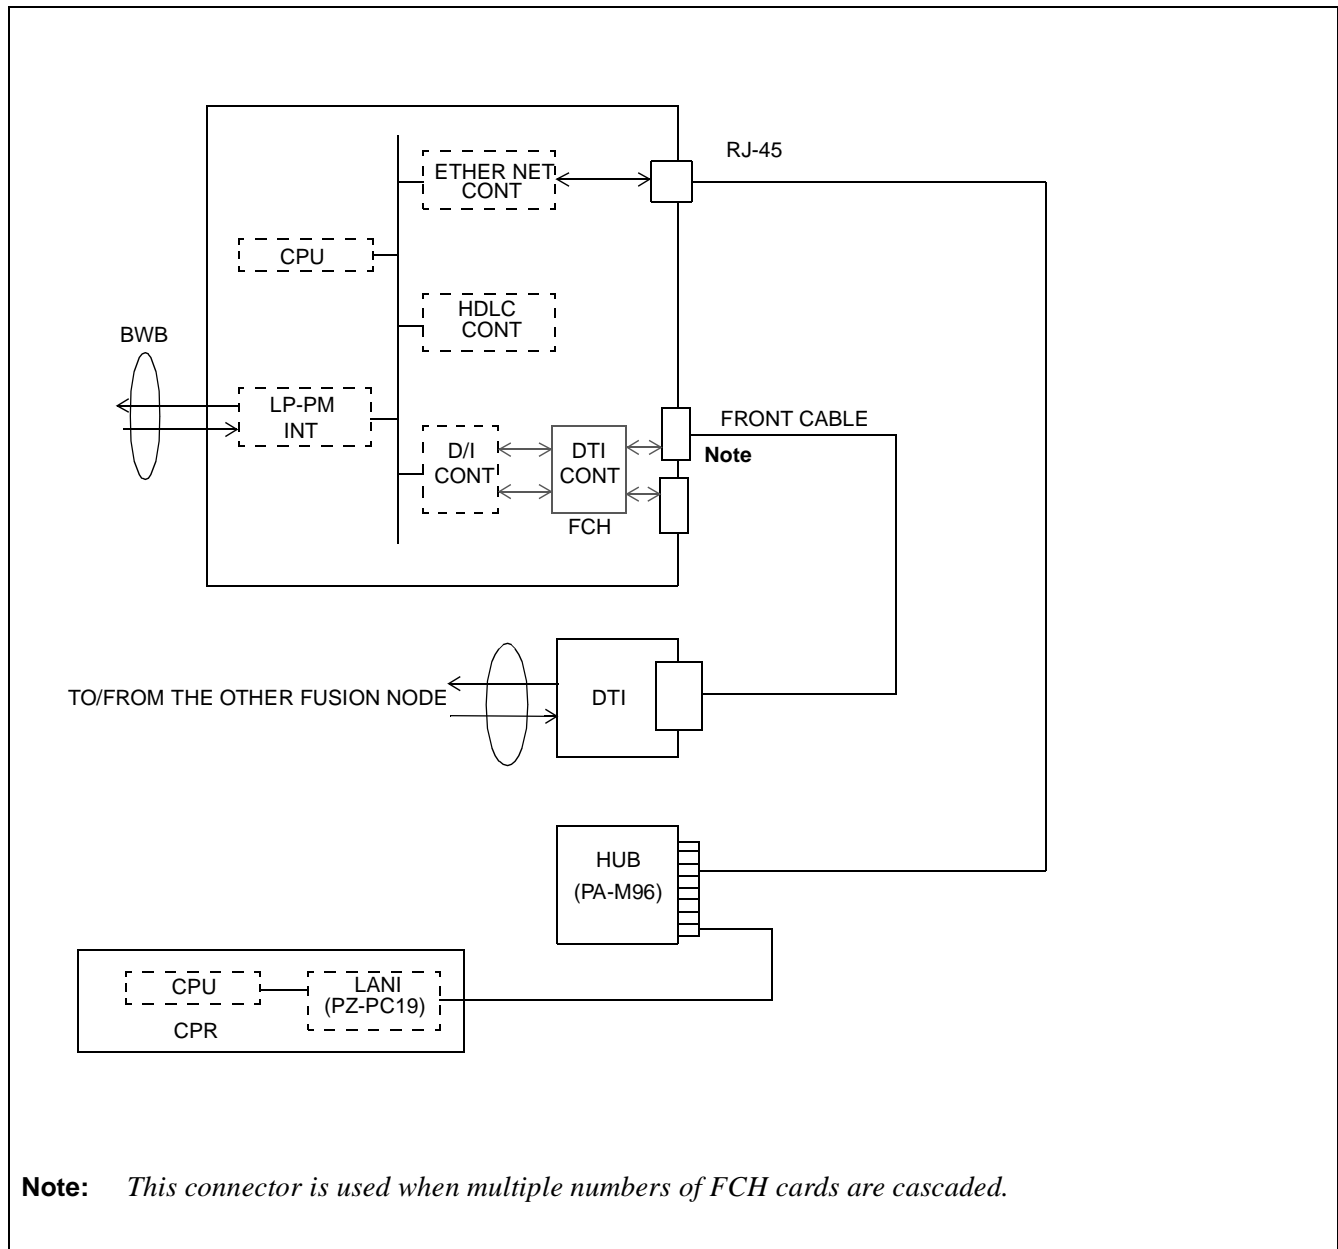 RJ-45
ETHER NET
CONT
CPU
HDLC
CONT
BWB
LP-PM
INT
FRONT CABLE
Note
D/I
CONT
DTI
CONT
FCH
TO/FROM THE OTHER FUSION NODE
DTI
HUB
(PA-M96)
CPU
LANI
(PZ-PC19)
CPR
Note: This connector is used when multiple numbers of FCH cards are cascaded.